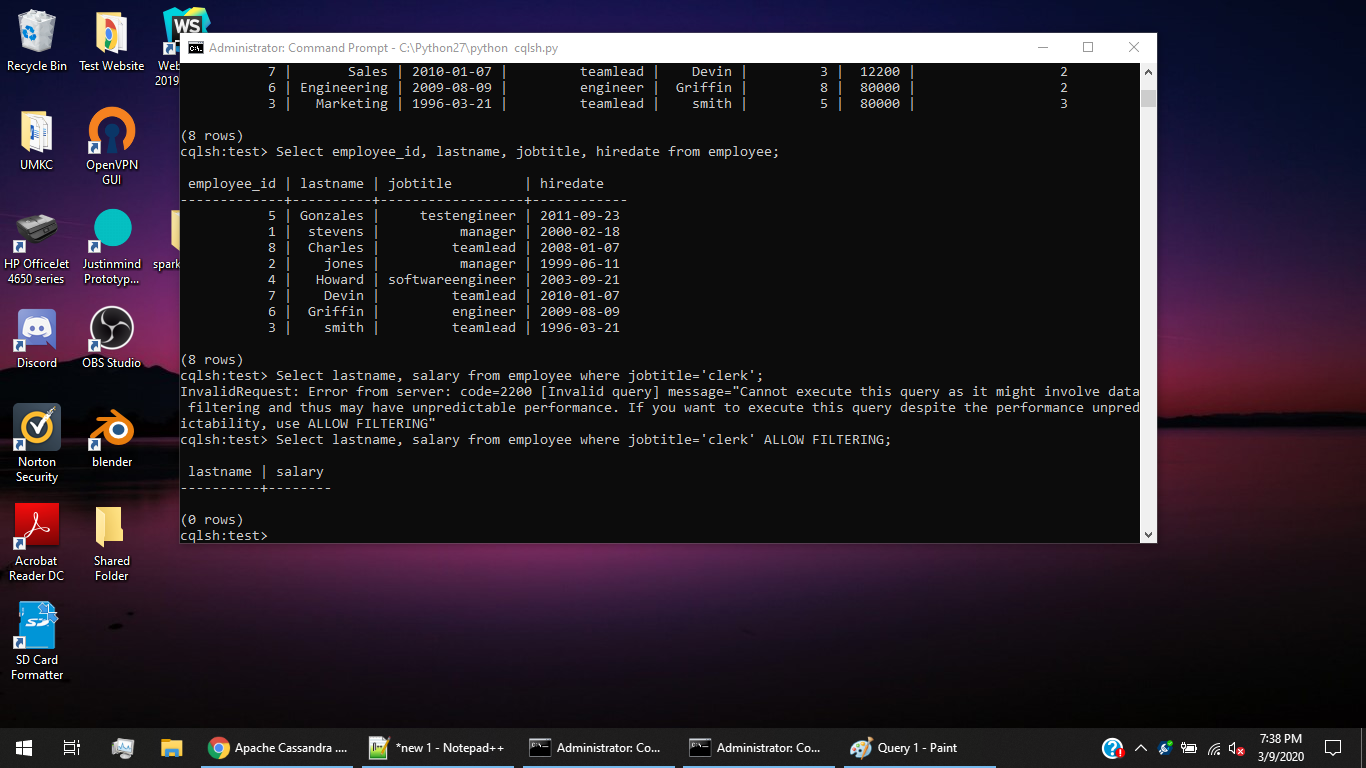 Recycle Bin
Test Website
WS
Web
2019
UMKC
OpenVPN
GUI
HP OfficeJet
4650 series
Justinmind
Prototyp...
spark
Discord
OBS Studio
Norton
Security
blender
Acrobat
Reader DC
Shared
Folder
SD
SD Card
Formatter
Administrator: Command Prompt - C:\Python27\python  cqlsh.py
7 | Sales | 2010-01-07 | teamlead | Devin | 3 | 12200 | 2
6 | Engineering | 2009-08-09 | engineer | Griffin | 8 | 80000 | 2
3 | Marketing | 1996-03-21 | teamlead | smith | 5 | 80000 | 3
(8 rows)
cqlsh:test> Select employee_id, lastname, jobtitle, hiredate from employee;
employee_id | lastname | jobtitle | hiredate
-------------+----------+------------------+------------
5 | Gonzales | testengineer | 2011-09-23
1 | stevens | manager | 2000-02-18
8 | Charles | teamlead | 2008-01-07
2 | jones | manager | 1999-06-11
4 | Howard | softwareengineer | 2003-09-21
7 | Devin | teamlead | 2010-01-07
6 | Griffin | engineer | 2009-08-09
3 | smith | teamlead | 1996-03-21
(8 rows)
cqlsh:test> Select lastname, salary from employee where jobtitle='clerk';
InvalidRequest: Error from server: code=2200 [Invalid query] message="Cannot execute this query as it might involve data
 filtering and thus may have unpredictable performance. If you want to execute this query despite the performance unpred
ictability, use ALLOW FILTERING"
cqlsh:test> Select lastname, salary from employee where jobtitle='clerk' ALLOW FILTERING;
lastname | salary
----------+--------
(0 rows)
cqlsh:test>
Apache Cassandra ....
*new 1 - Notepad++
Administrator: Co...
Administrator: Co...
Query 1 - Paint
7:38 PM
3/9/2020